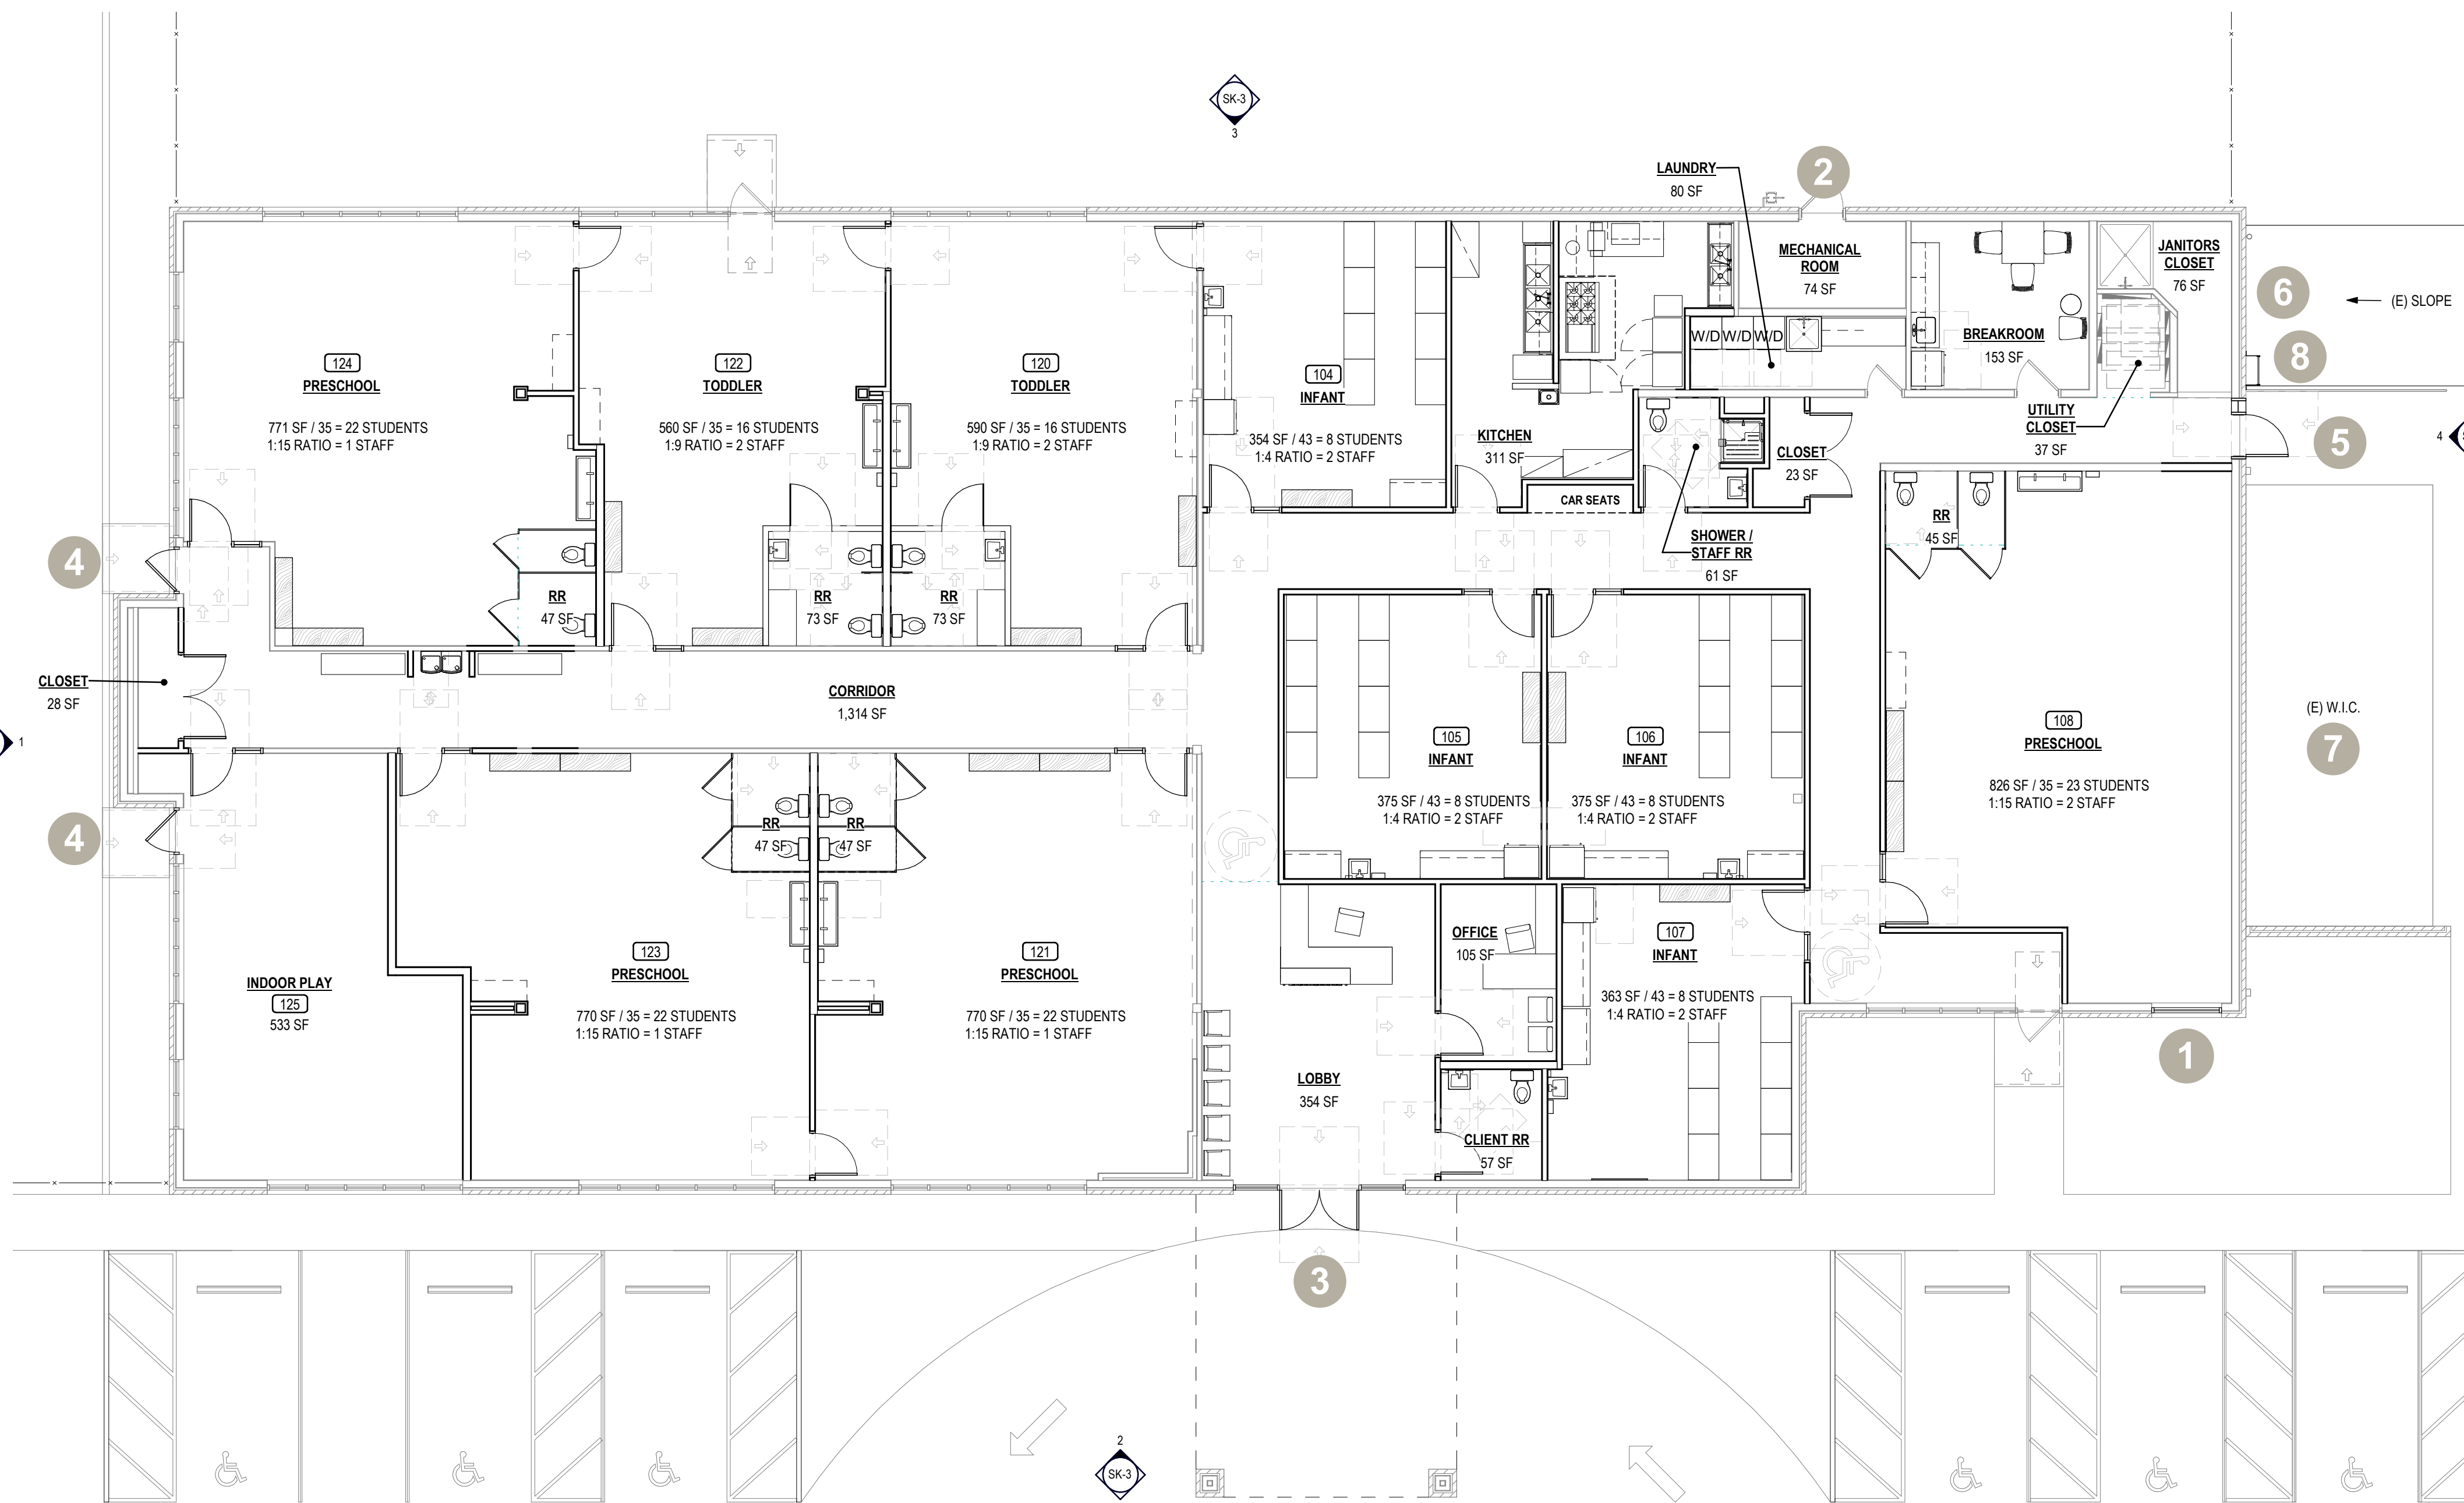 SK-3
3
LAUNDRY
80 SF
2
MECHANICAL
ROOM
74 SF
JANITORS
CLOSET
76 SF
6
(E) SLOPE
W/D W/D W/D
BREAKROOM
153 SF
8
124
PRESCHOOL
771 SF / 35 = 22 STUDENTS
1:15 RATIO = 1 STAFF
122
TODDLER
560 SF / 35 = 16 STUDENTS
1:9 RATIO = 2 STAFF
120
TODDLER
590 SF / 35 = 16 STUDENTS
1:9 RATIO = 2 STAFF
104
INFANT
354 SF / 43 = 8 STUDENTS
1:4 RATIO = 2 STAFF
KITCHEN
311 SF
CLOSET
23 SF
UTILITY
CLOSET
37 SF
5
4
CAR SEATS
SHOWER /
STAFF RR
61 SF
RR
45 SF
4
RR
47 SF
RR
73 SF
RR
73 SF
CLOSET
28 SF
CORRIDOR
1,314 SF
1
105
INFANT
375 SF / 43 = 8 STUDENTS
1:4 RATIO = 2 STAFF
106
INFANT
375 SF / 43 = 8 STUDENTS
1:4 RATIO = 2 STAFF
108
PRESCHOOL
826 SF / 35 = 23 STUDENTS
1:15 RATIO = 2 STAFF
(E) W.I.C.
7
4
RR
47 SF
RR
47 SF
INDOOR PLAY
125
533 SF
123
PRESCHOOL
770 SF / 35 = 22 STUDENTS
1:15 RATIO = 1 STAFF
121
PRESCHOOL
770 SF / 35 = 22 STUDENTS
1:15 RATIO = 1 STAFF
OFFICE
105 SF
107
INFANT
363 SF / 43 = 8 STUDENTS
1:4 RATIO = 2 STAFF
1
LOBBY
354 SF
CLIENT RR
57 SF
3
2
SK-3